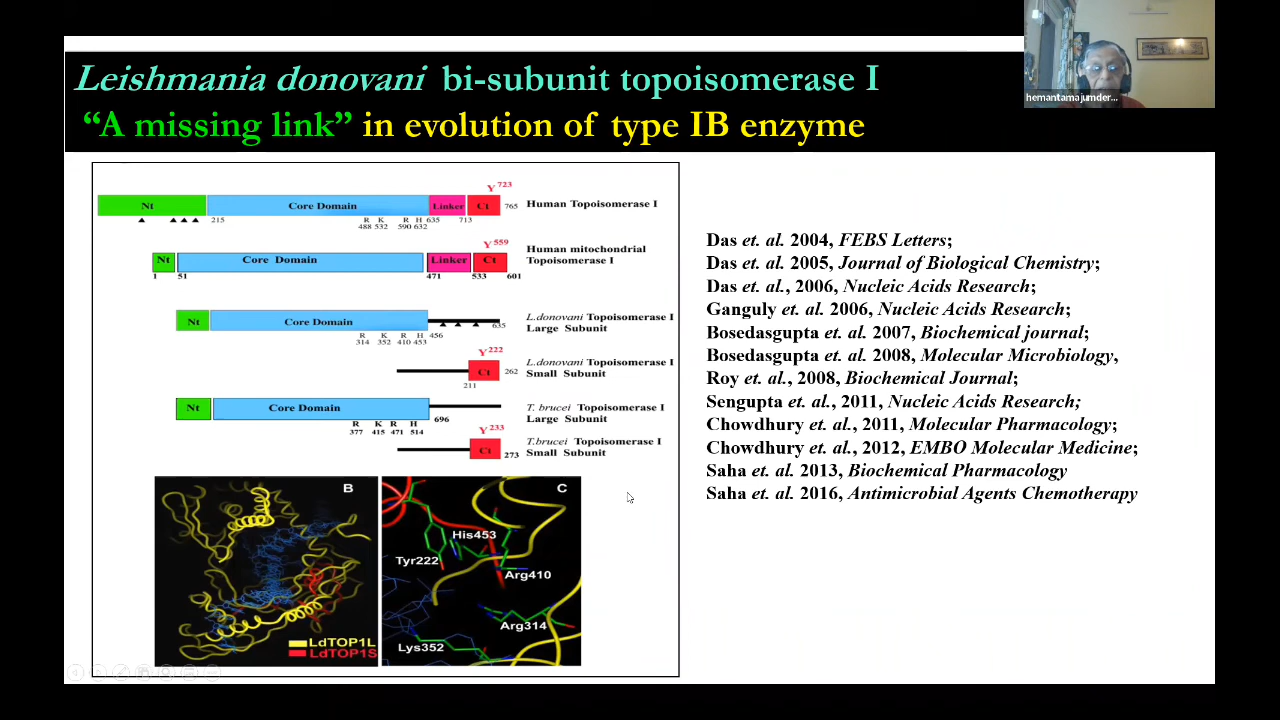 Leishmania donovani bi-subunit topoisomerase I
“A missing link” in evolution of type IB enzyme
hemantamajumder...
Y723
Nt Core Domain Linker Ct 765 Human Topoisomerase I
215 R K R H 635 713
488 532 590 632
Y559
Nt Core Domain Linker Ct Human mitochondrial
Topoisomerase I
1 51 471 533 601
Nt Core Domain L.donovani Topoisomerase I
Large Subunit
R K R H 456 635
314 352 410 453
Y222
Ct 262 L.donovani Topoisomerase I
Small Subunit
211
Nt Core Domain T. brucei Topoisomerase I
Large Subunit
696
R K R H
377 415 471 514
Y233
Ct 273 T.brucei Topoisomerase I
Small Subunit
B
LdTOP1L
LdTOP1S
C
His453
Tyr222
Arg410
Arg314
Lys352
Das et. al. 2004, FEBS Letters;
Das et. al. 2005, Journal of Biological Chemistry;
Das et. al., 2006, Nucleic Acids Research;
Ganguly et. al. 2006, Nucleic Acids Research;
Bosedasgupta et. al. 2007, Biochemical journal;
Bosedasgupta et. al. 2008, Molecular Microbiology,
Roy et. al., 2008, Biochemical Journal;
Sengupta et. al., 2011, Nucleic Acids Research;
Chowdhury et. al., 2011, Molecular Pharmacology;
Chowdhury et. al., 2012, EMBO Molecular Medicine;
Saha et. al. 2013, Biochemical Pharmacology
Saha et. al. 2016, Antimicrobial Agents Chemotherapy